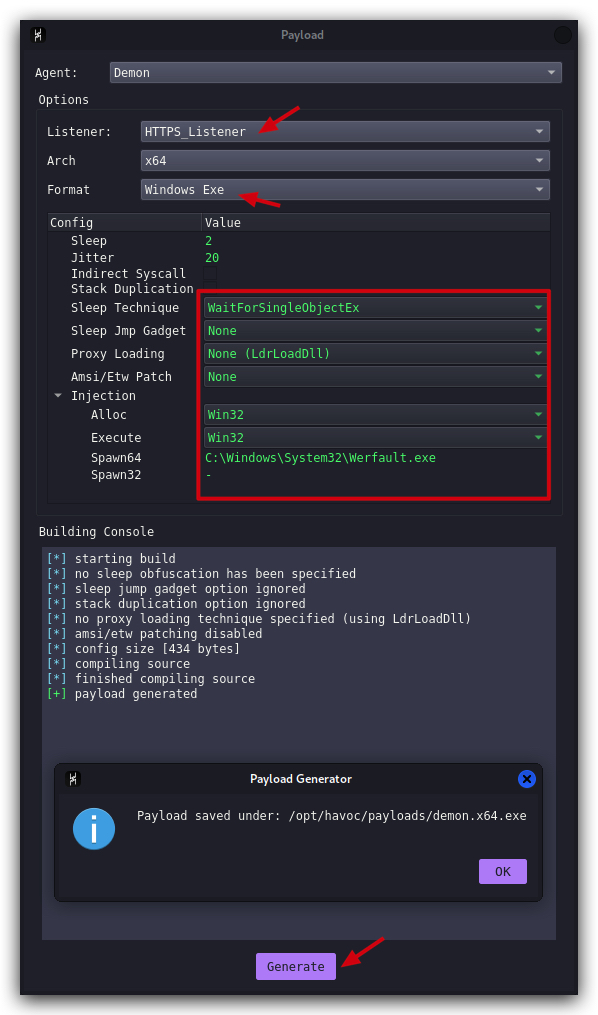 Payload
Agent: Demon
Options
Listener: HTTPS_Listener
Arch x64
Format Windows Exe
Config Value
Sleep 2
Jitter 20
Indirect Syscall
Stack Duplication
Sleep Technique WaitForSingleObjectEx
Sleep Jmp Gadget None
Proxy Loading None (LdrLoadDll)
Amsi/Etw Patch None
Injection
Alloc Win32
Execute Win32
Spawn64 C:\Windows\System32\Werfault.exe
Spawn32 -
Building Console
[*] starting build
[*] no sleep obfuscation has been specified
[*] sleep jump gadget option ignored
[*] stack duplication option ignored
[*] no proxy loading technique specified (using LdrLoadDll)
[*] amsi/etw patching disabled
[*] config size [434 bytes]
[*] compiling source
[*] finished compiling source
[+] payload generated
Payload Generator
Payload saved under: /opt/havoc/payloads/demon.x64.exe
OK
Generate